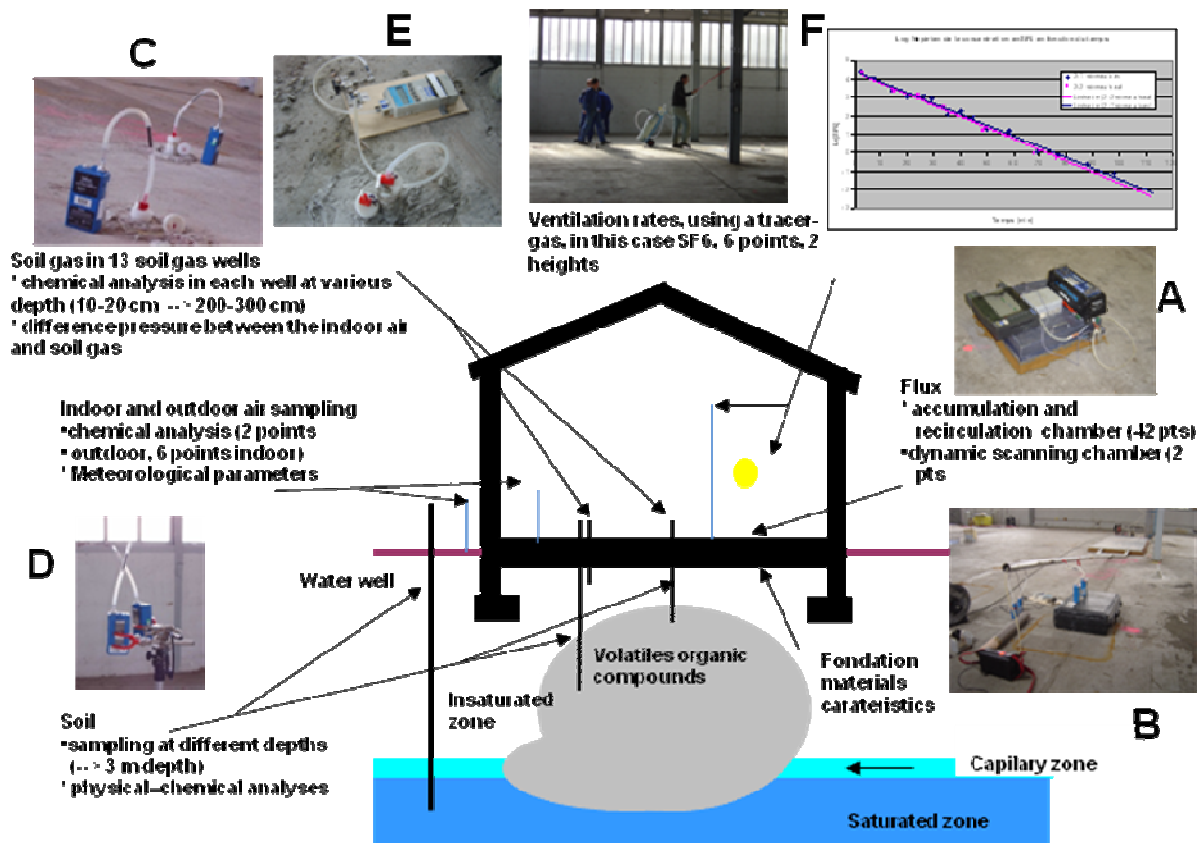 C
E
F
Ventilation rates, using a tracer-
gas, in this case SF6, 6 points, 2
heights
Soil gas in 13 soil gas wells
' chemical analysis in each well at various
depth (10-20 cm --> 200-300 cm)
' difference pressure between the indoor air
and soil gas
A
Flux
' accumulation and
recirculation chamber (42 pts)
•dynamic scanning chamber (2
pts
Indoor and outdoor air sampling
•chemical analysis (2 points
• outdoor, 6 points indoor)
' Meteorological parameters
D
Water well
Volatiles organic
compounds
Insaturated
zone
Fondation
materials
carateristics
B
Soil
•sampling at different depths
(--> 3 m depth)
' physical–chemical analyses
Capilary zone
Saturated zone